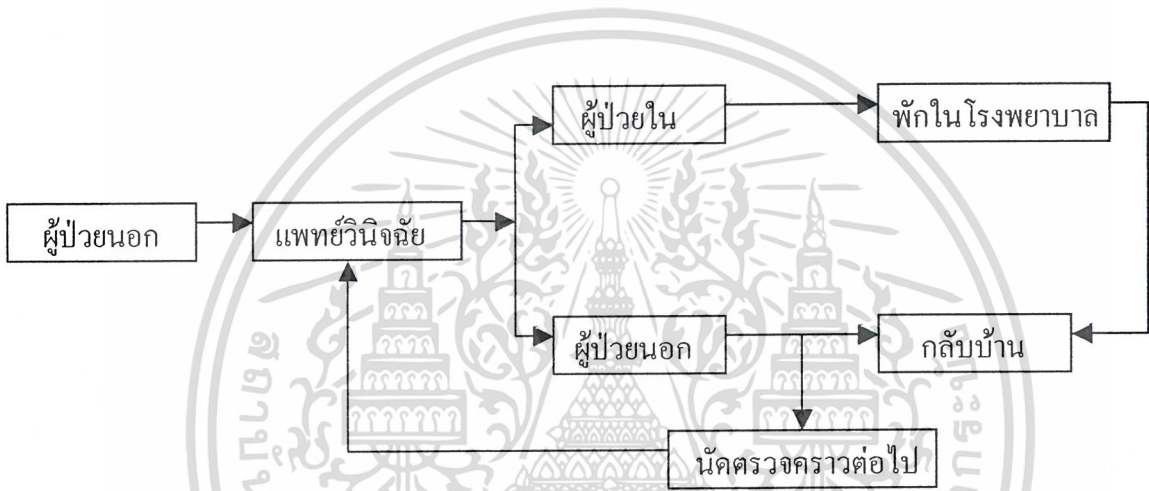 ผู้ป่วยใน
พักในโรงพยาบาล
ผู้ป่วยนอก
แพทย์วินิจฉัย
ผู้ป่วยนอก
กลับบ้าน
นัดตรวจคราวต่อไป